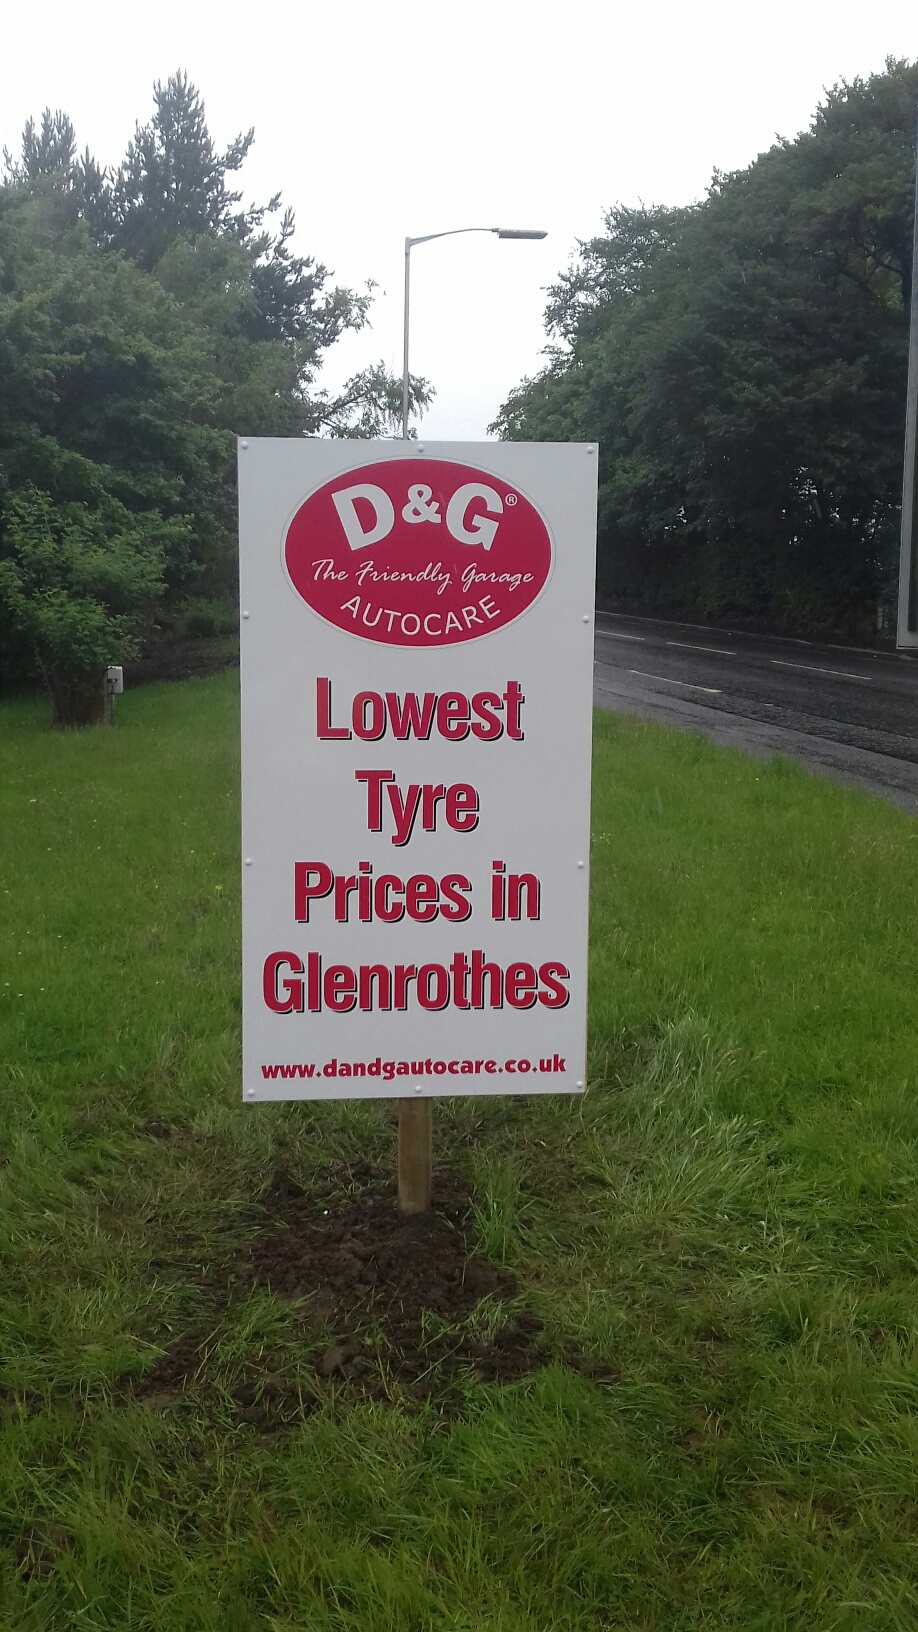 D&G®
The Friendly Garage
AUTOCARE
Lowest
Tyre
Prices in
Glenrothes
www.dandgautocare.co.uk